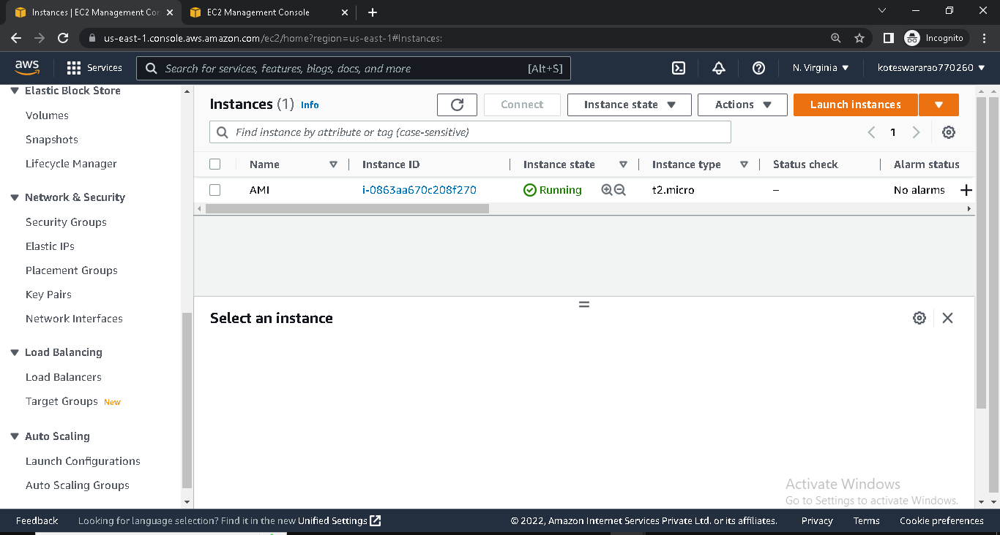 Instances | EC2 Management Con
EC2 Management Console
us-east-1.console.aws.amazon.com/ec2/home?region=us-east-1#Instances:
Incognito
aws
Services
Search for services, features, blogs, docs, and more
[Alt+S]
N. Virginia
koteswararao770260
Elastic Block Store
Volumes
Snapshots
Lifecycle Manager
Network & Security
Security Groups
Elastic IPs
Placement Groups
Key Pairs
Network Interfaces
Load Balancing
Load Balancers
Target Groups New
Auto Scaling
Launch Configurations
Auto Scaling Groups
Instances (1) Info
Connect
Instance state
Actions
Launch instances
Find instance by attribute or tag (case-sensitive)
1
Name Instance ID Instance state Instance type Status check Alarm status
AMI i-0863aa670c208f270 Running t2.micro – No alarms +
Select an instance
Activate Windows
Go to Settings to activate Windows.
Feedback
Looking for language selection? Find it in the new Unified Settings
© 2022, Amazon Internet Services Private Ltd. or its affiliates.
Privacy
Terms
Cookie preferences